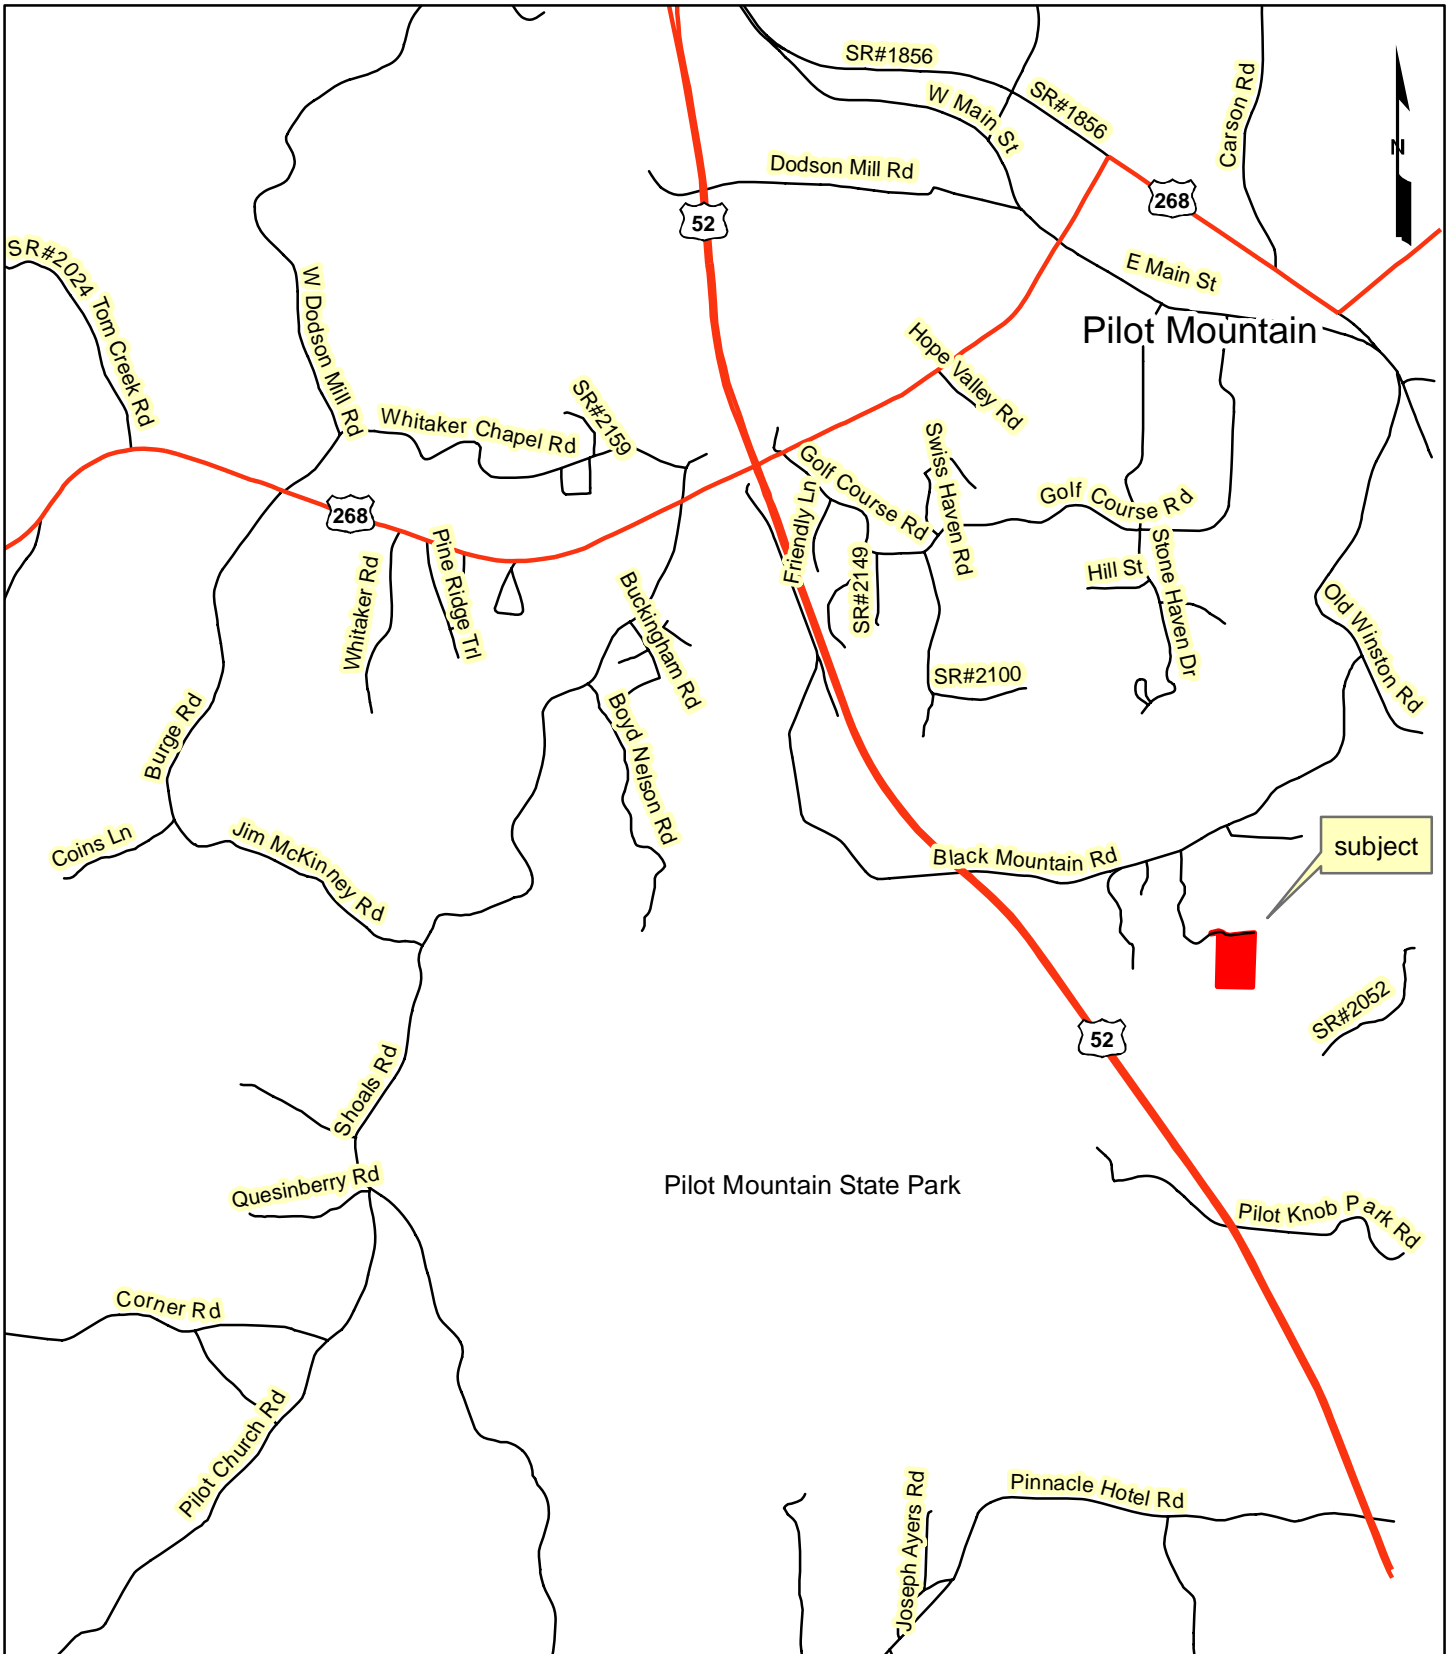 SR#1856
W Main St
SR#1856
Carson Rd
N
Dodson Mill Rd
268
52
SR#2024 Tom Creek Rd
W Dodson Mill Rd
E Main St
Pilot Mountain
Hope Valley Rd
Whitaker Chapel Rd
SR#2159
Swiss Haven Rd
Golf Course Rd
Golf Course Rd
268
Friendly Ln
Pine Ridge Trl
Whitaker Rd
SR#2149
Stone Haven Dr
Hill St
Buckingham Rd
Old Winston Rd
SR#2100
Boyd Nelson Rd
Burge Rd
Coins Ln
Jim McKinney Rd
Black Mountain Rd
subject
SR#2052
52
Shoals Rd
Quesinberry Rd
Pilot Mountain State Park
Pilot Knob Park Rd
Corner Rd
Pilot Church Rd
Joseph Ayers Rd
Pinnacle Hotel Rd